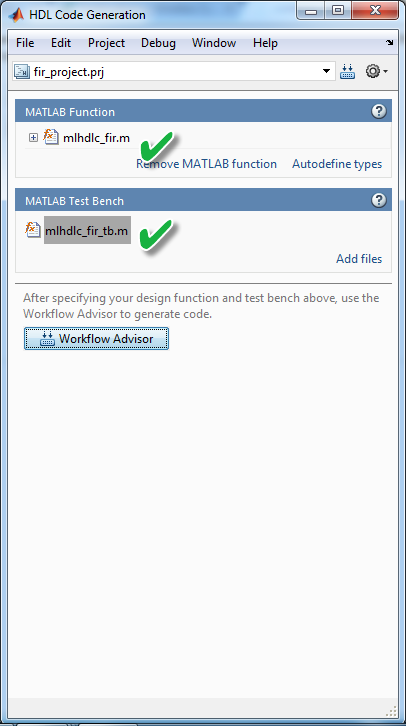 HDL Code Generation
File Edit Project Debug Window Help
fir_project.prj
MATLAB Function
mlhdlc_fir.m
Remove MATLAB function Autodefine types
MATLAB Test Bench
mlhdlc_fir_tb.m
Add files
After specifying your design function and test bench above, use the
Workflow Advisor to generate code.
Workflow Advisor